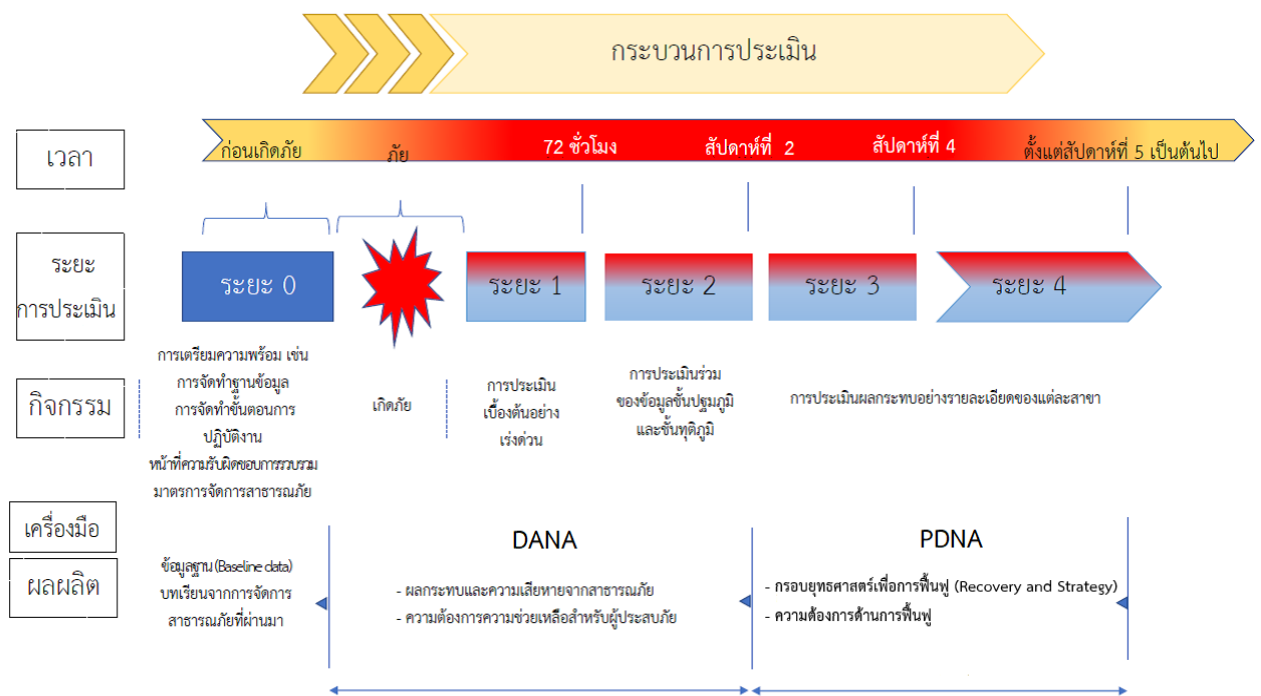 กระบวนการประเมิน
เวลา
ก่อนเกิดภัย
ภัย
72 ชั่วโมง
สัปดาห์ที่ 2
สัปดาห์ที่ 4
ตั้งแต่สัปดาห์ที่ 5 เป็นต้นไป
ระยะ
การประเมิน
ระยะ 0
ระยะ 1
ระยะ 2
ระยะ 3
ระยะ 4
กิจกรรม
การเตรียมความพร้อม เช่น
การจัดทำฐานข้อมูล
การจัดทำขั้นตอนการ
ปฏิบัติงาน
หน้าที่ความรับผิดชอบการรวบรวม
มาตรการจัดการสาธารณภัย
เกิดภัย
การประเมิน
เบื้องต้นอย่าง
เร่งด่วน
การประเมินร่วม
ของข้อมูลชั้นปฐมภูมิ
และชั้นทุติภูมิ
การประเมินผลกระทบอย่างรายละเอียดของแต่ละสาขา
เครื่องมือ
DANA
PDNA
ผลผลิต
ข้อมูลฐาน (Baseline data)
บทเรียนจากการจัดการ
สาธารณภัยที่ผ่านมา
- ผลกระทบและความเสียหายจากสาธารณภัย
- ความต้องการความช่วยเหลือสำหรับผู้ประสบภัย
- กรอบยุทธศาสตร์เพื่อการฟื้นฟู (Recovery and Strategy)
- ความต้องการด้านการฟื้นฟู